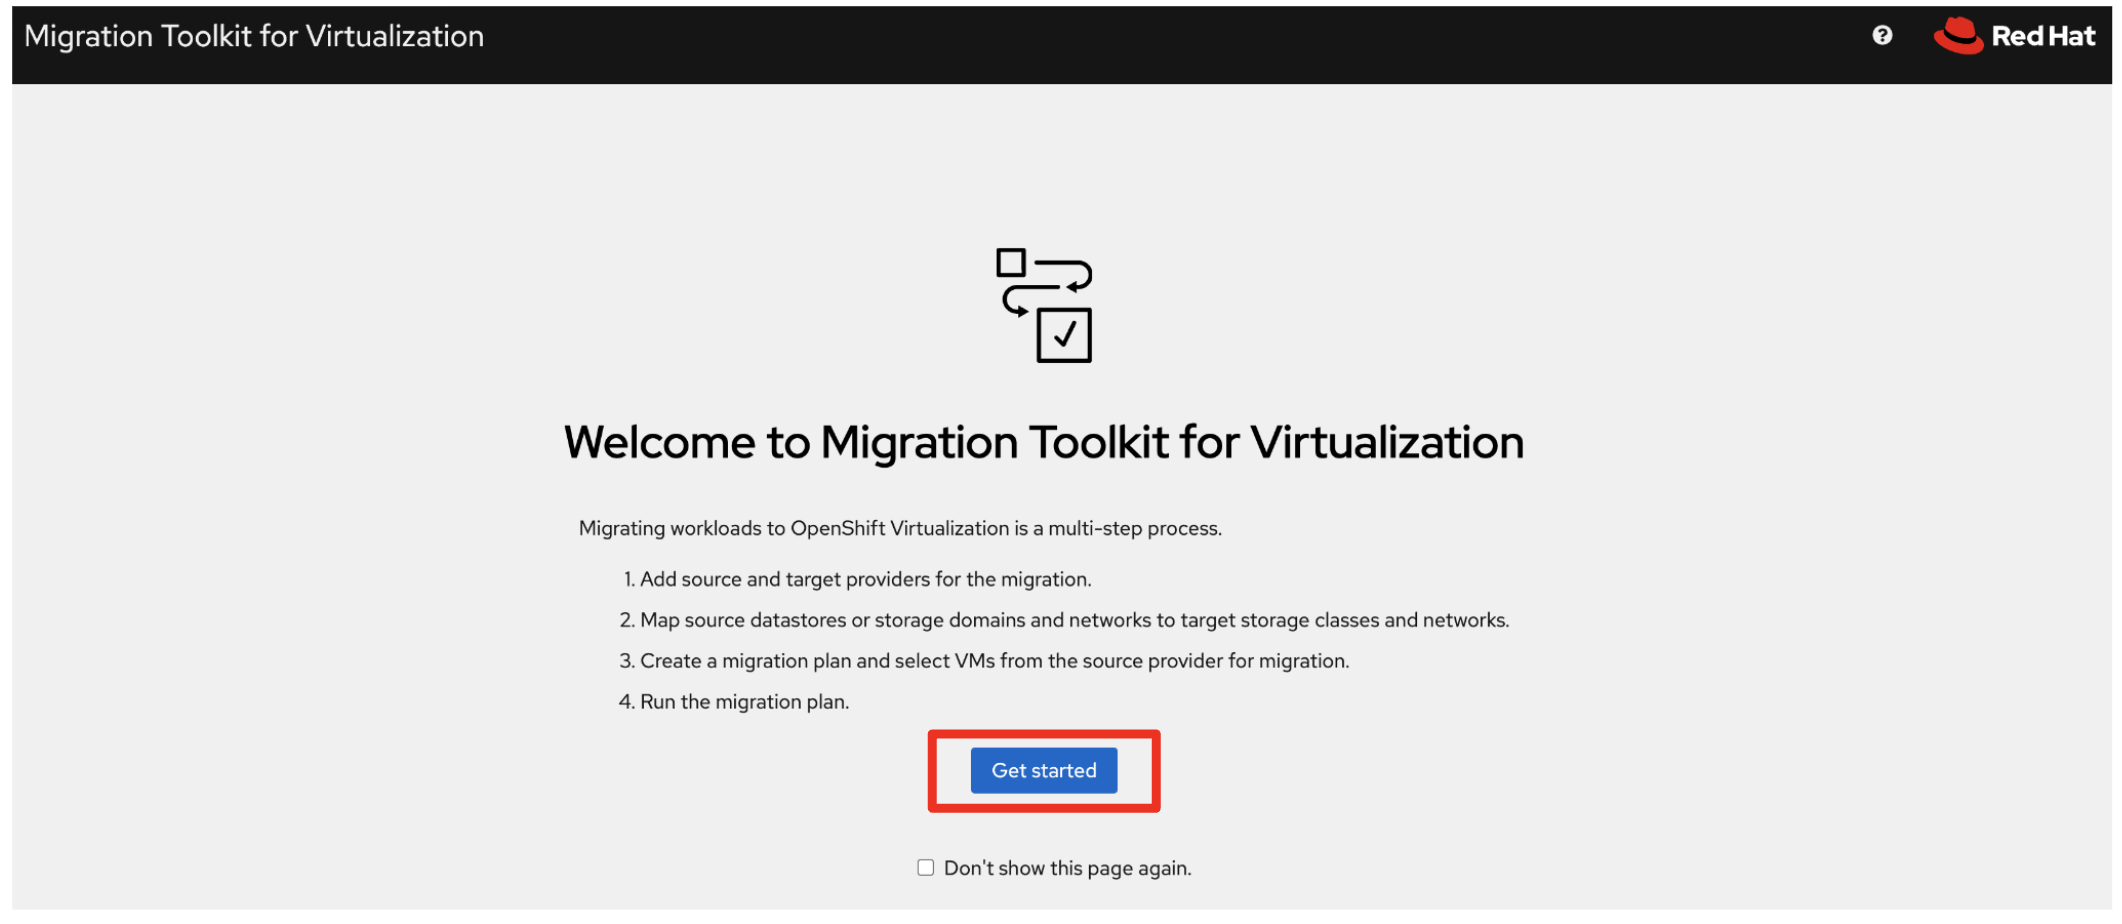 Migration Toolkit for Virtualization
Red Hat
Welcome to Migration Toolkit for Virtualization
Migrating workloads to OpenShift Virtualization is a multi-step process.
1. Add source and target providers for the migration.
2. Map source datastores or storage domains and networks to target storage classes and networks.
3. Create a migration plan and select VMs from the source provider for migration.
4. Run the migration plan.
Get started
Don't show this page again.